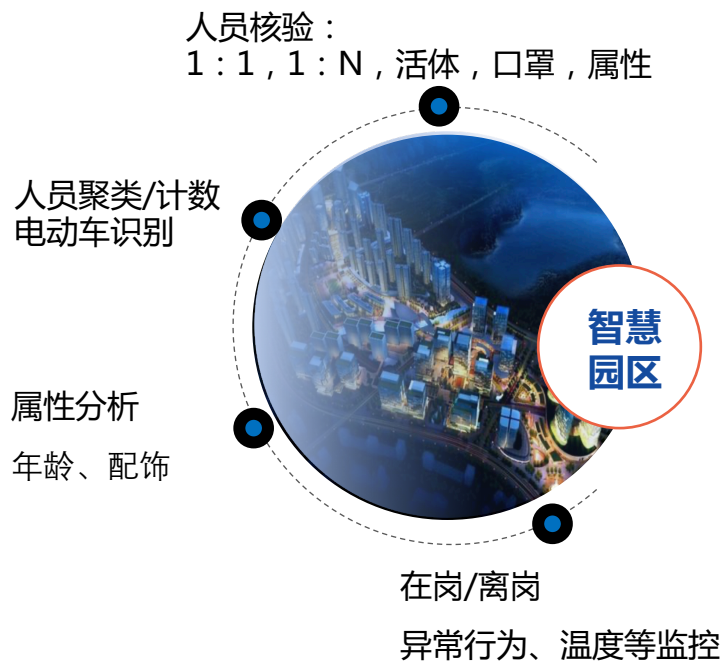 人员核验：
1：1，1：N，活体，口罩，属性
人员聚类/计数
电动车识别
智慧
园区
属性分析
年龄、配饰
在岗/离岗
异常行为、温度等监控